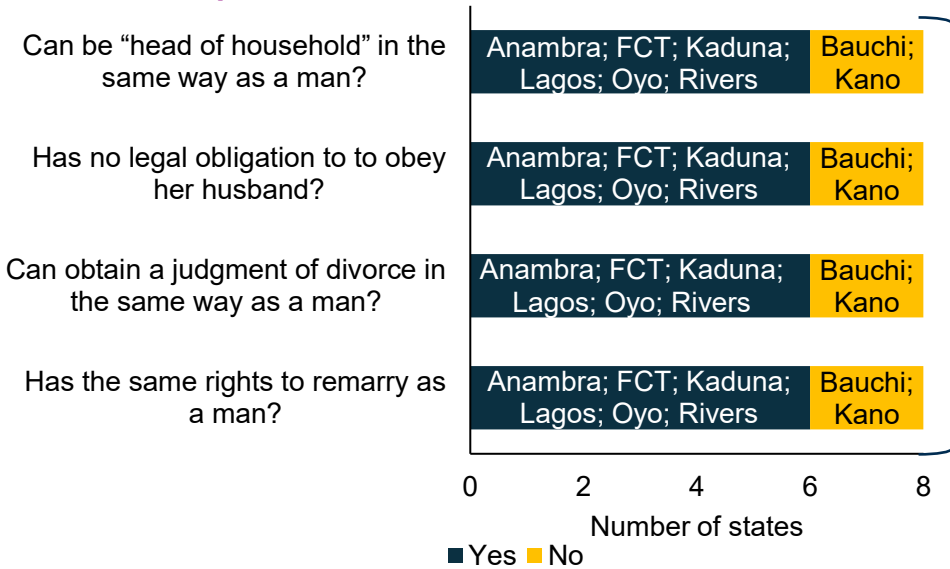 Can be “head of household” in the
same way as a man?
Anambra; FCT; Kaduna;
Lagos; Oyo; Rivers
Bauchi;
Kano
Has no legal obligation to to obey
her husband?
Anambra; FCT; Kaduna;
Lagos; Oyo; Rivers
Bauchi;
Kano
Can obtain a judgment of divorce in
the same way as a man?
Anambra; FCT; Kaduna;
Lagos; Oyo; Rivers
Bauchi;
Kano
Has the same rights to remarry as
a man?
Anambra; FCT; Kaduna;
Lagos; Oyo; Rivers
Bauchi;
Kano
0 2 4 6 8
Number of states
Yes No